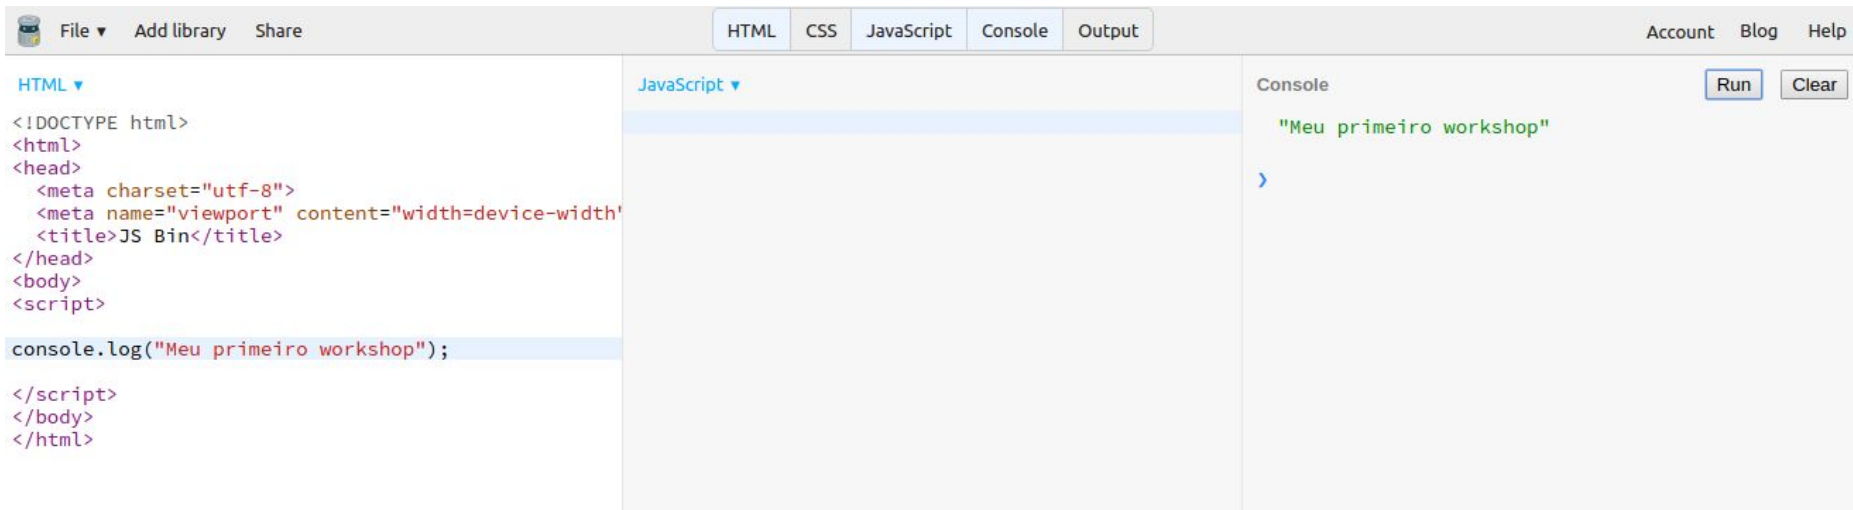 File ▾ Add library Share HTML CSS JavaScript Console Output Account Blog Help
HTML ▾
<!DOCTYPE html>
<html>
<head>
  <meta charset="utf-8">
  <meta name="viewport" content="width=device-width"
  <title>JS Bin</title>
</head>
<body>
<script>
console.log("Meu primeiro workshop");
</script>
</body>
</html>
JavaScript ▾
Console Run Clear
"Meu primeiro workshop"
❯